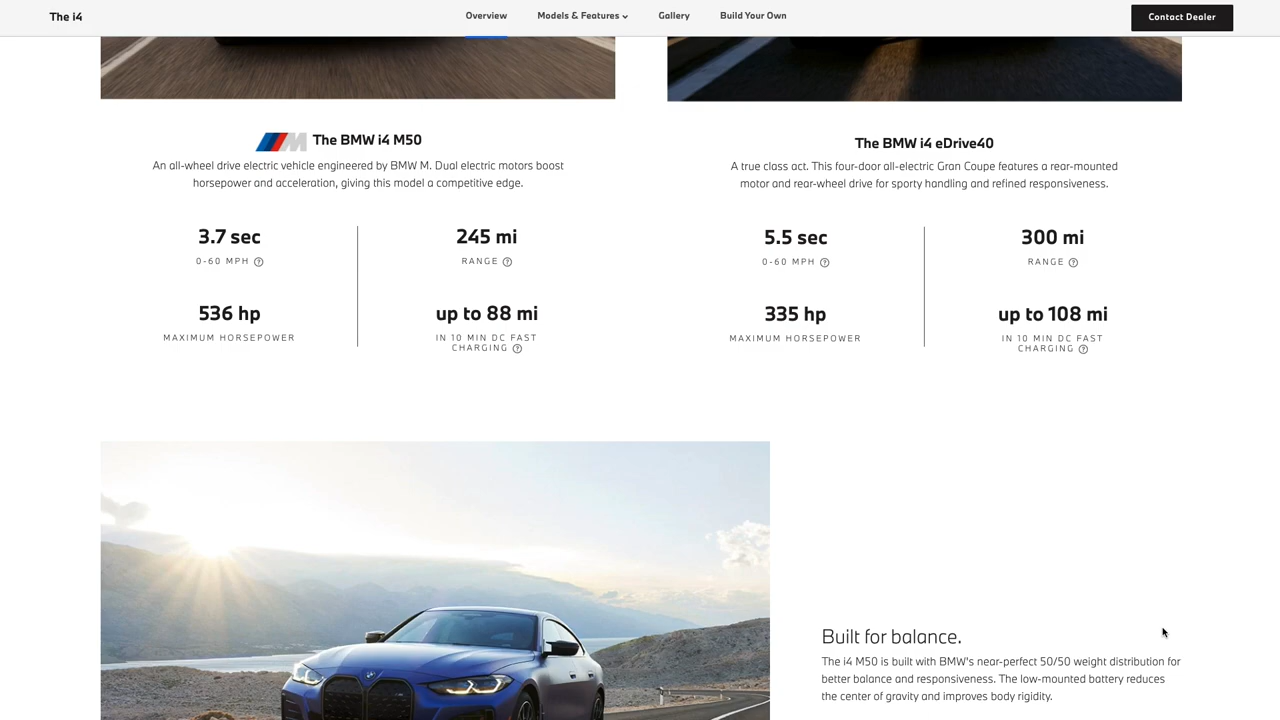 The i4
Overview
Models & Features
Gallery
Build Your Own
Contact Dealer
The BMW i4 M50
An all-wheel drive electric vehicle engineered by BMW M. Dual electric motors boost
horsepower and acceleration, giving this model a competitive edge.
3.7 sec
0-60 MPH ?
245 mi
RANGE ?
536 hp
MAXIMUM HORSEPOWER
up to 88 mi
IN 10 MIN DC FAST
CHARGING ?
The BMW i4 eDrive40
A true class act. This four-door all-electric Gran Coupe features a rear-mounted
motor and rear-wheel drive for sporty handling and refined responsiveness.
5.5 sec
0-60 MPH ?
300 mi
RANGE ?
335 hp
MAXIMUM HORSEPOWER
up to 108 mi
IN 10 MIN DC FAST
CHARGING ?
Built for balance.
The i4 M50 is built with BMW's near-perfect 50/50 weight distribution for
better balance and responsiveness. The low-mounted battery reduces
the center of gravity and improves body rigidity.